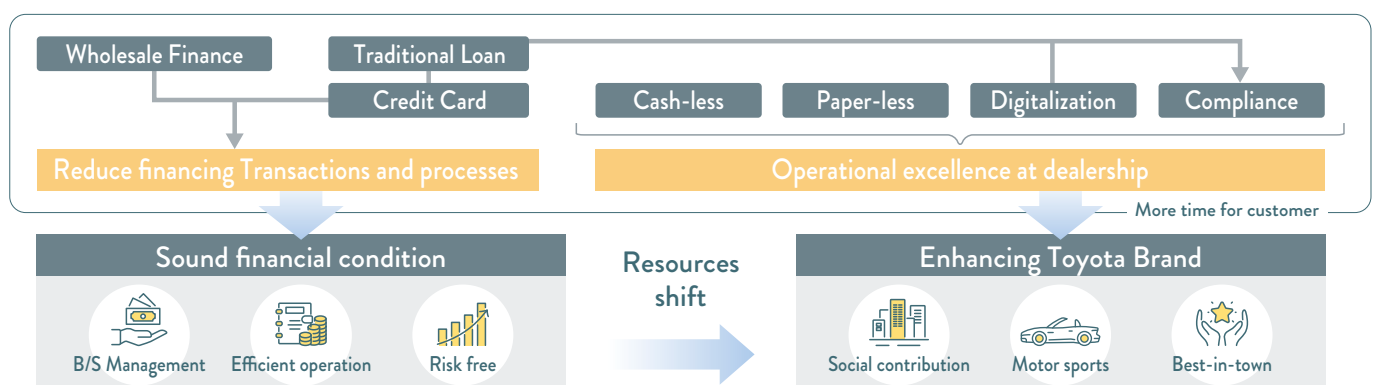 Wholesale Finance
Traditional Loan
Credit Card
Cash-less
Paper-less
Digitalization
Compliance
Reduce financing Transactions and processes
Operational excellence at dealership
More time for customer
Sound financial condition
B/S Management
Efficient operation
Risk free
Resources
shift
Enhancing Toyota Brand
Social contribution
Motor sports
Best-in-town